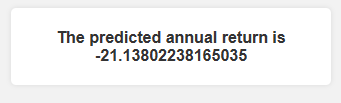 The predicted annual return is
-21.13802238165035